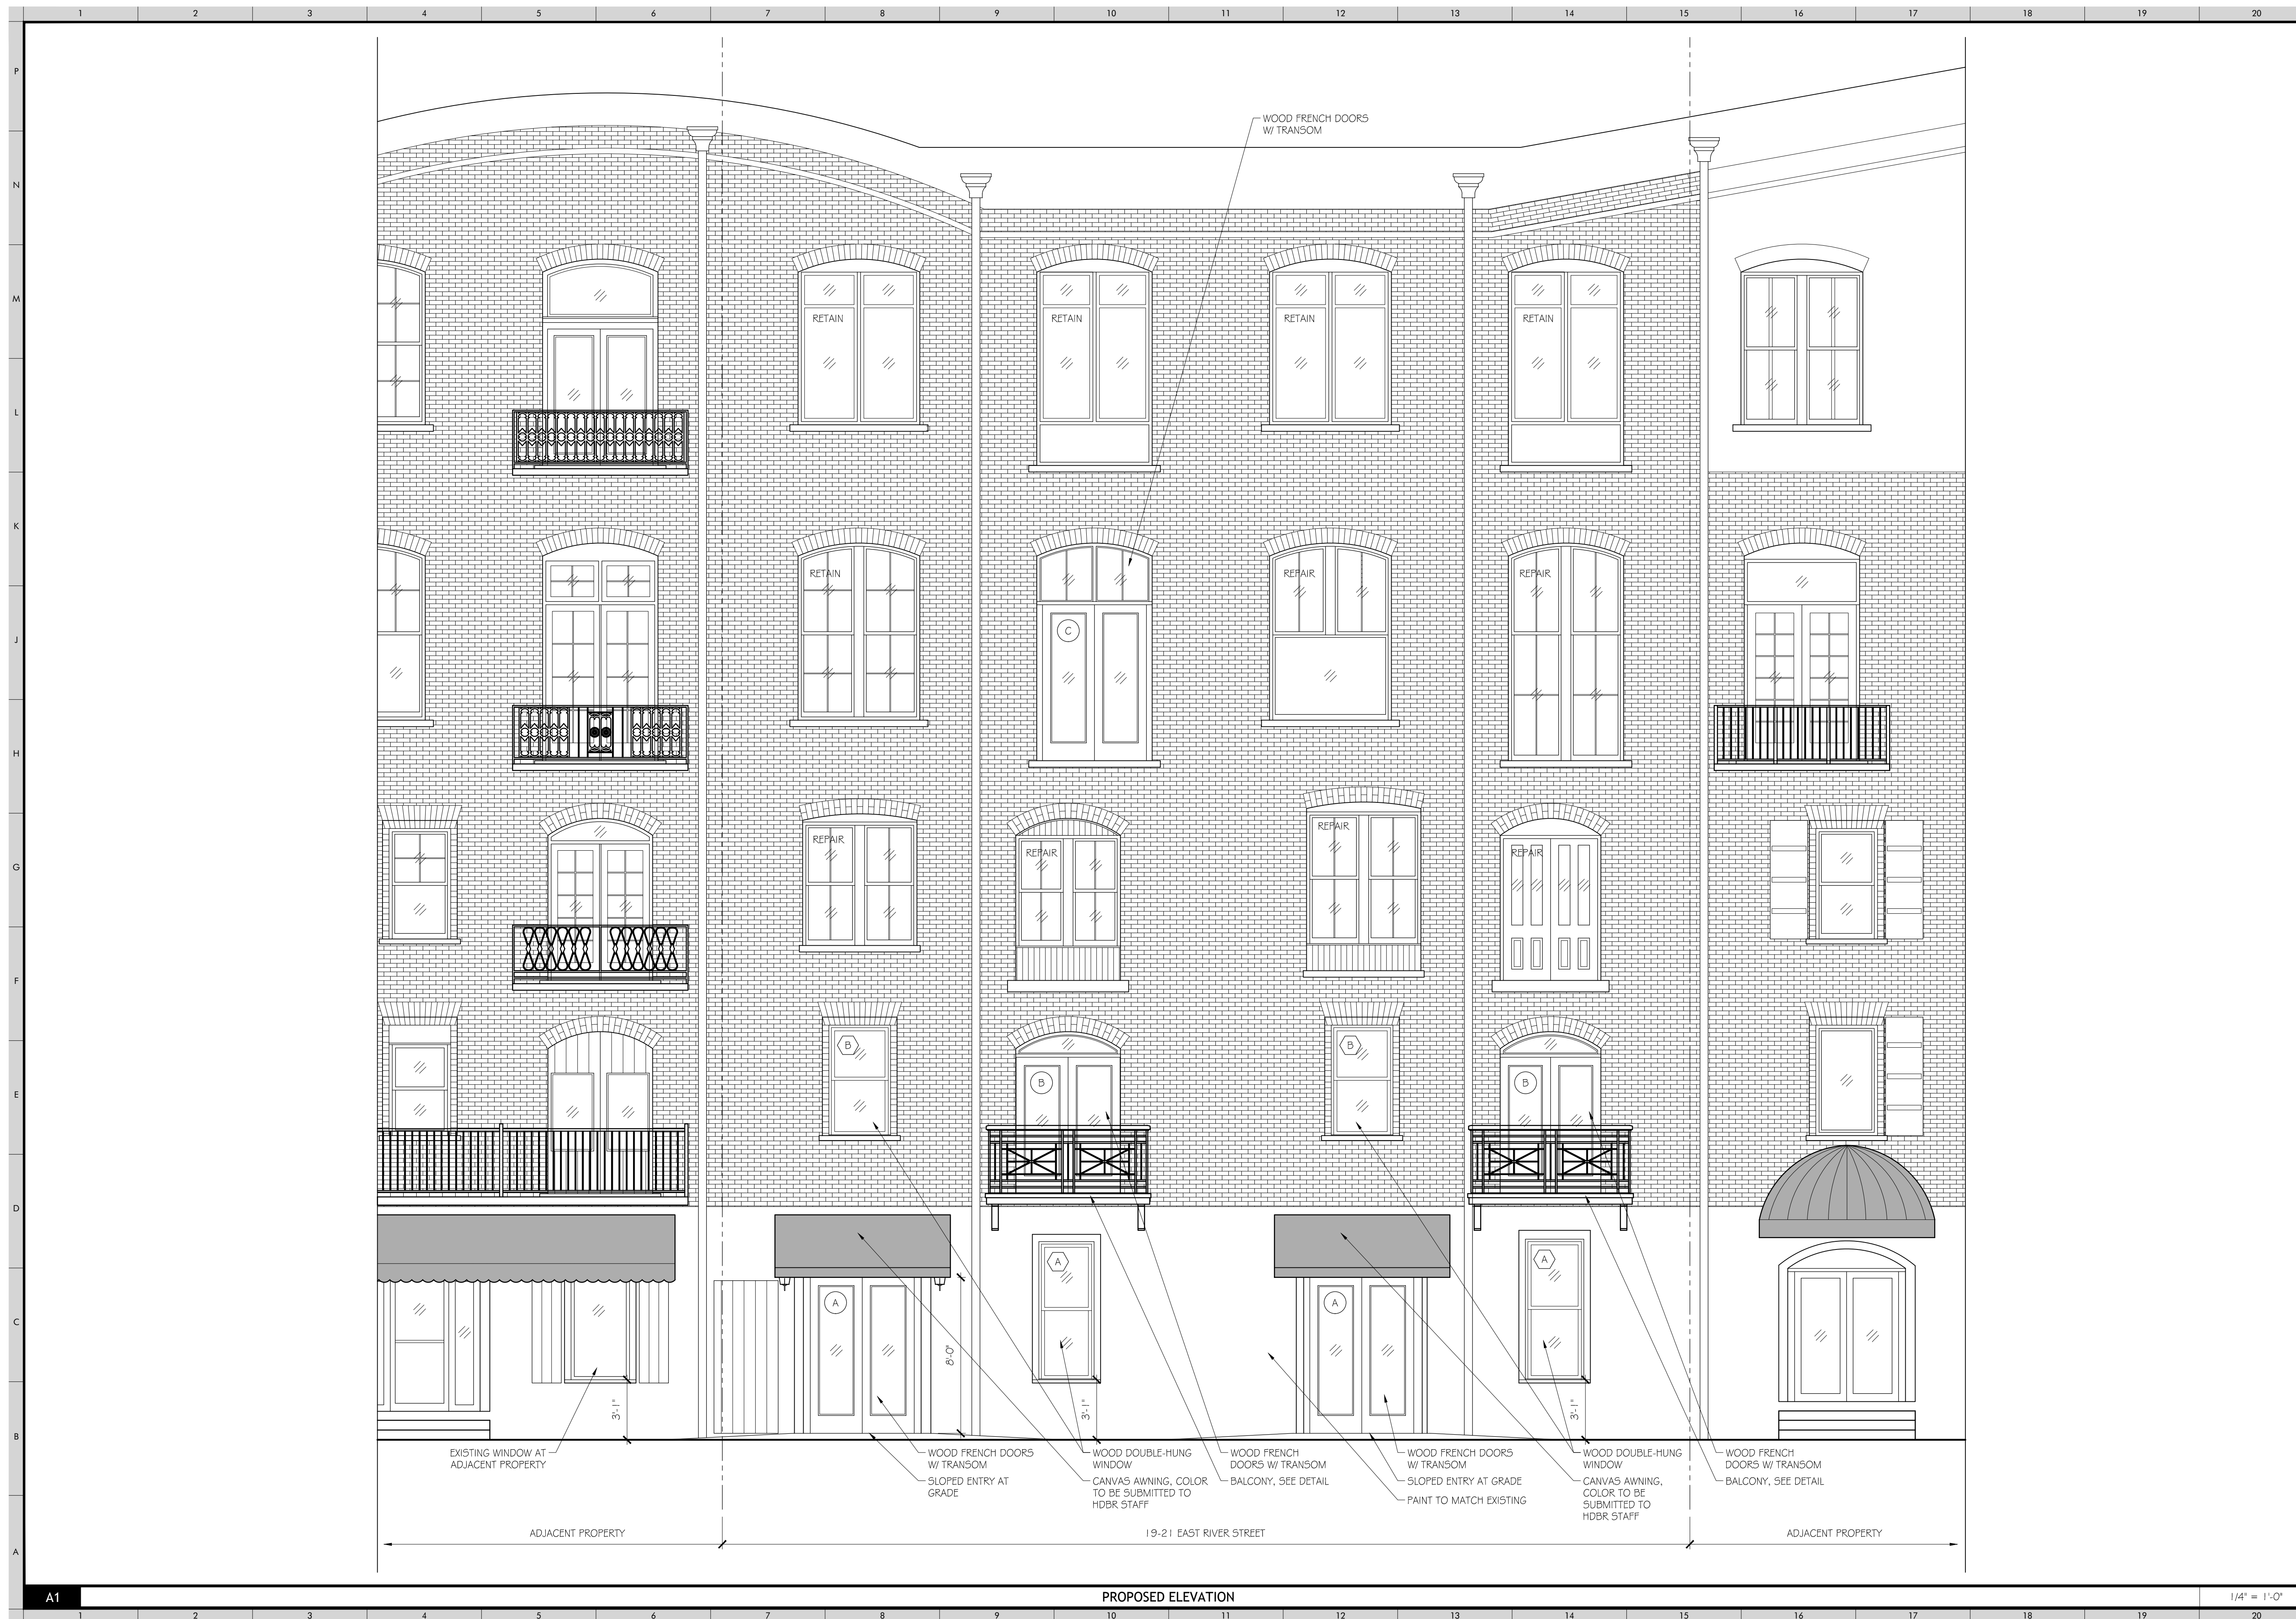 1 2 3 4 5 6 7 8 9 10 11 12 13 14 15 16 17 18 19 20
P
WOOD FRENCH DOORS
W/ TRANSOM
N
M
RETAIN RETAIN RETAIN RETAIN
L
K
RETAIN REPAIR REPAIR
J
C
H
REPAIR REPAIR REPAIR REPAIR
G
F
B B
E
B B
D
A A
C
A A
8'-0"
3'-1" 3'-1" 3'-1"
B
EXISTING WINDOW AT
ADJACENT PROPERTY
WOOD FRENCH DOORS
W/ TRANSOM
SLOPED ENTRY AT
GRADE
WOOD DOUBLE-HUNG
WINDOW
CANVAS AWNING, COLOR
TO BE SUBMITTED TO
HDBR STAFF
WOOD FRENCH
DOORS W/ TRANSOM
BALCONY, SEE DETAIL
WOOD FRENCH DOORS
W/ TRANSOM
SLOPED ENTRY AT GRADE
PAINT TO MATCH EXISTING
WOOD DOUBLE-HUNG
WINDOW
CANVAS AWNING,
COLOR TO BE
SUBMITTED TO
HDBR STAFF
WOOD FRENCH
DOORS W/ TRANSOM
BALCONY, SEE DETAIL
ADJACENT PROPERTY 19-21 EAST RIVER STREET ADJACENT PROPERTY
A
A1 PROPOSED ELEVATION 1/4" = 1'-0"
1 2 3 4 5 6 7 8 9 10 11 12 13 14 15 16 17 18 19 20